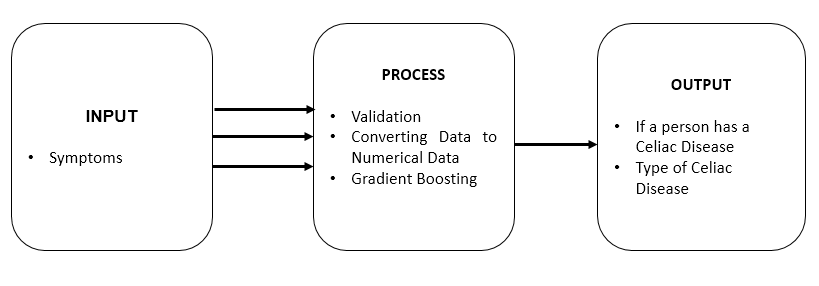 INPUT
• Symptoms
PROCESS
• Validation
• Converting Data to
Numerical Data
• Gradient Boosting
OUTPUT
• If a person has a
Celiac Disease
• Type of Celiac
Disease